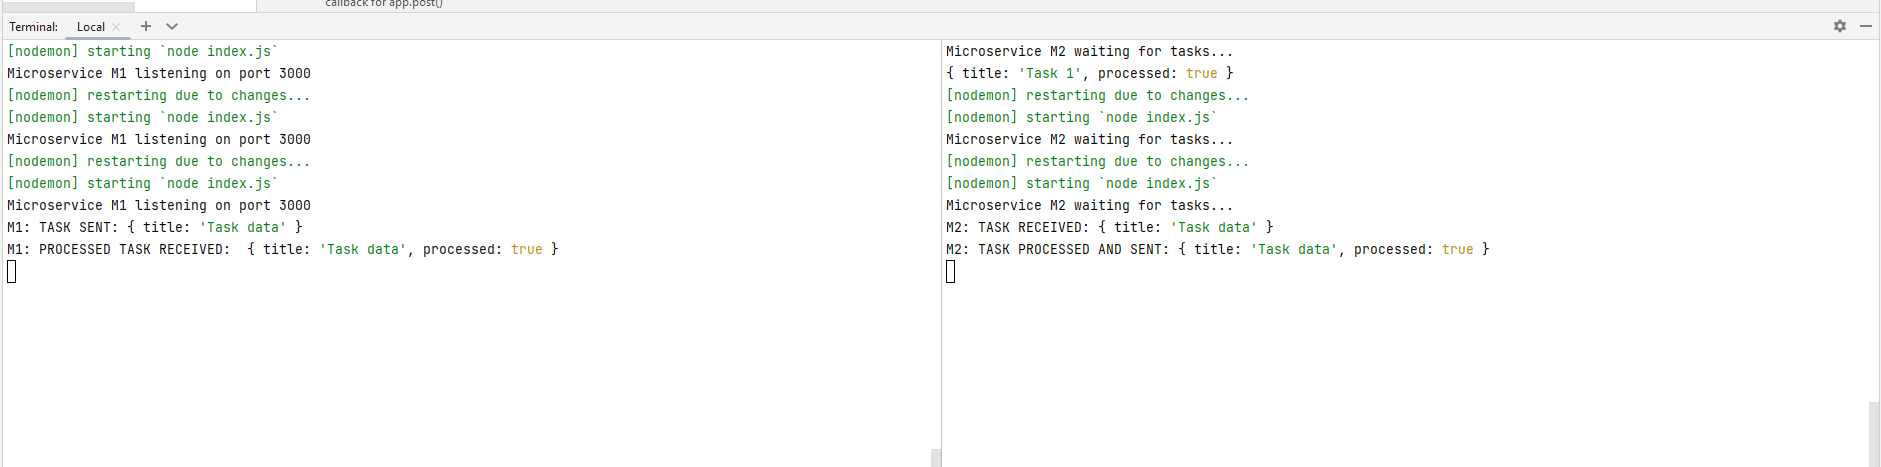 callback for app.post()
Terminal: Local
[nodemon] starting `node index.js`
Microservice M1 listening on port 3000
[nodemon] restarting due to changes...
[nodemon] starting `node index.js`
Microservice M1 listening on port 3000
[nodemon] restarting due to changes...
[nodemon] starting `node index.js`
Microservice M1 listening on port 3000
M1: TASK SENT: { title: 'Task data' }
M1: PROCESSED TASK RECEIVED:  { title: 'Task data', processed: true }
Microservice M2 waiting for tasks...
{ title: 'Task 1', processed: true }
[nodemon] restarting due to changes...
[nodemon] starting `node index.js`
Microservice M2 waiting for tasks...
[nodemon] restarting due to changes...
[nodemon] starting `node index.js`
Microservice M2 waiting for tasks...
M2: TASK RECEIVED: { title: 'Task data' }
M2: TASK PROCESSED AND SENT: { title: 'Task data', processed: true }